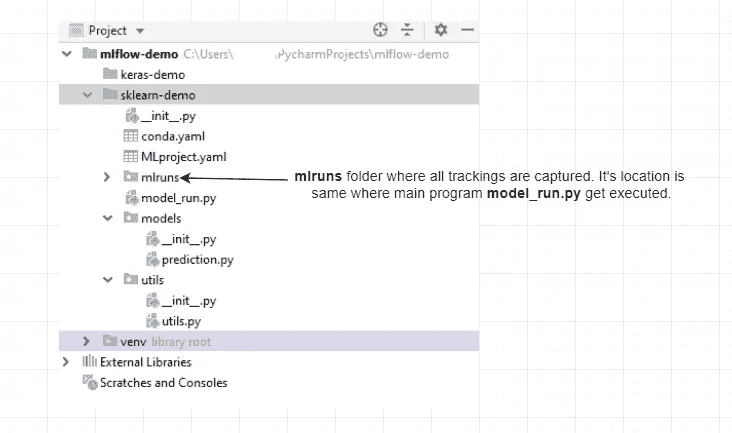 Project
mlflow-demo C:\Users\ .PycharmProjects\mlflow-demo
keras-demo
sklearn-demo
__init__.py
conda.yaml
MLproject.yaml
mlruns
mlruns folder where all trackings are captured. It's location is
same where main program model_run.py get executed.
model_run.py
models
__init__.py
prediction.py
utils
__init__.py
utils.py
venv library root
External Libraries
Scratches and Consoles